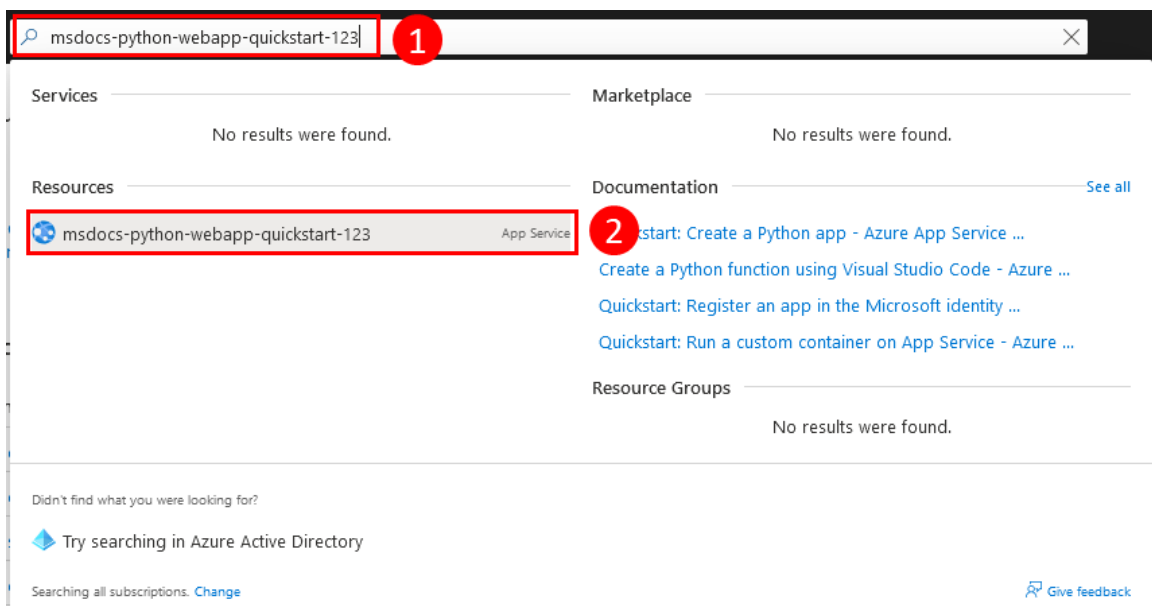 msdocs-python-webapp-quickstart-123
1
Services
No results were found.
Resources
msdocs-python-webapp-quickstart-123 App Service
2
Marketplace
No results were found.
Documentation See all
start: Create a Python app - Azure App Service ...
Create a Python function using Visual Studio Code - Azure ...
Quickstart: Register an app in the Microsoft identity ...
Quickstart: Run a custom container on App Service - Azure ...
Resource Groups
No results were found.
Didn't find what you were looking for?
Try searching in Azure Active Directory
Searching all subscriptions. Change
Give feedback